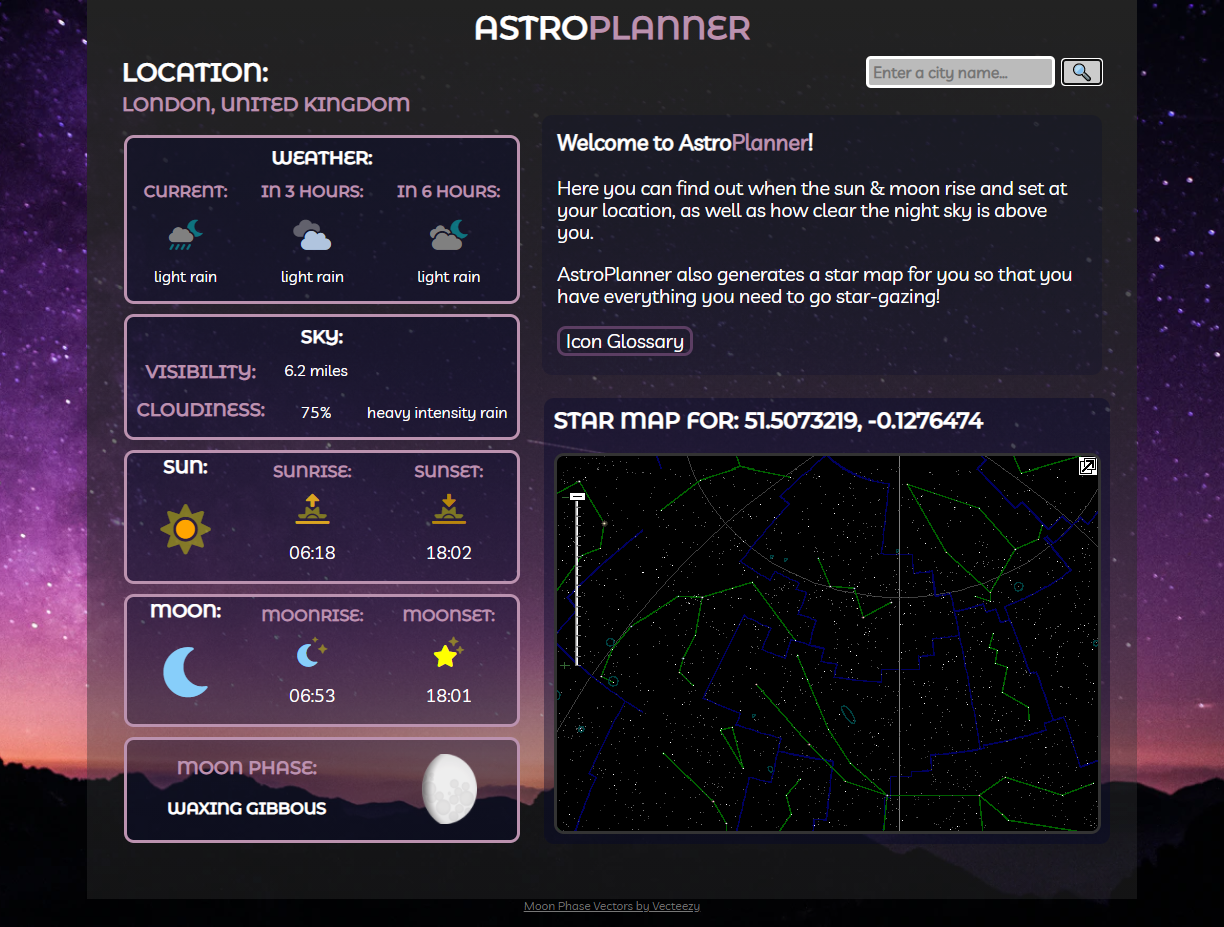 ASTROPLANNER
LOCATION:
LONDON, UNITED KINGDOM
Enter a city name...
WEATHER:
CURRENT: IN 3 HOURS: IN 6 HOURS:
light rain light rain light rain
SKY:
VISIBILITY: 6.2 miles
CLOUDINESS: 75% heavy intensity rain
SUN: SUNRISE: SUNSET:
06:18 18:02
MOON: MOONRISE: MOONSET:
06:53 18:01
MOON PHASE:
WAXING GIBBOUS
Welcome to AstroPlanner!
Here you can find out when the sun & moon rise and set at
your location, as well as how clear the night sky is above
you.
AstroPlanner also generates a star map for you so that you
have everything you need to go star-gazing!
Icon Glossary
STAR MAP FOR: 51.5073219, -0.1276474
Moon Phase Vectors by Vecteezy